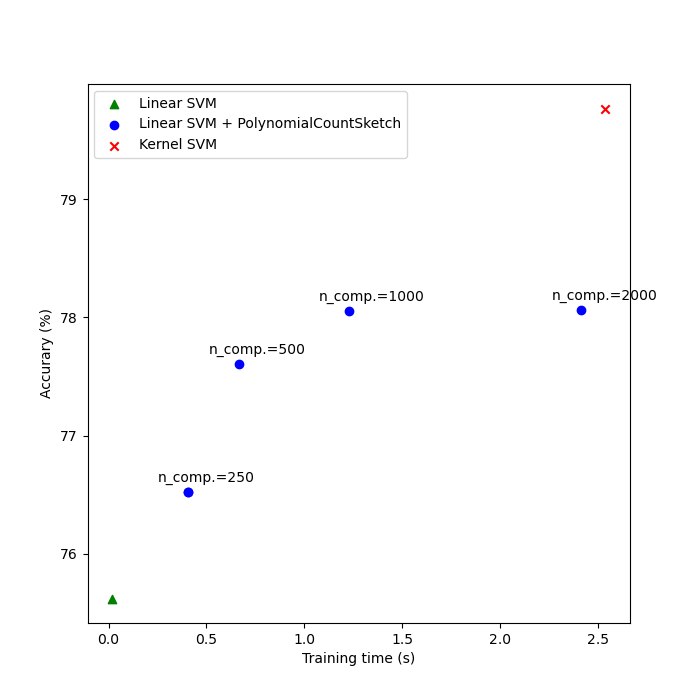 Linear SVM
Linear SVM + PolynomialCountSketch
Kernel SVM
79
78
77
76
Accurary (%)
n_comp.=1000
n_comp.=2000
n_comp.=500
n_comp.=250
0.0 0.5 1.0 1.5 2.0 2.5
Training time (s)